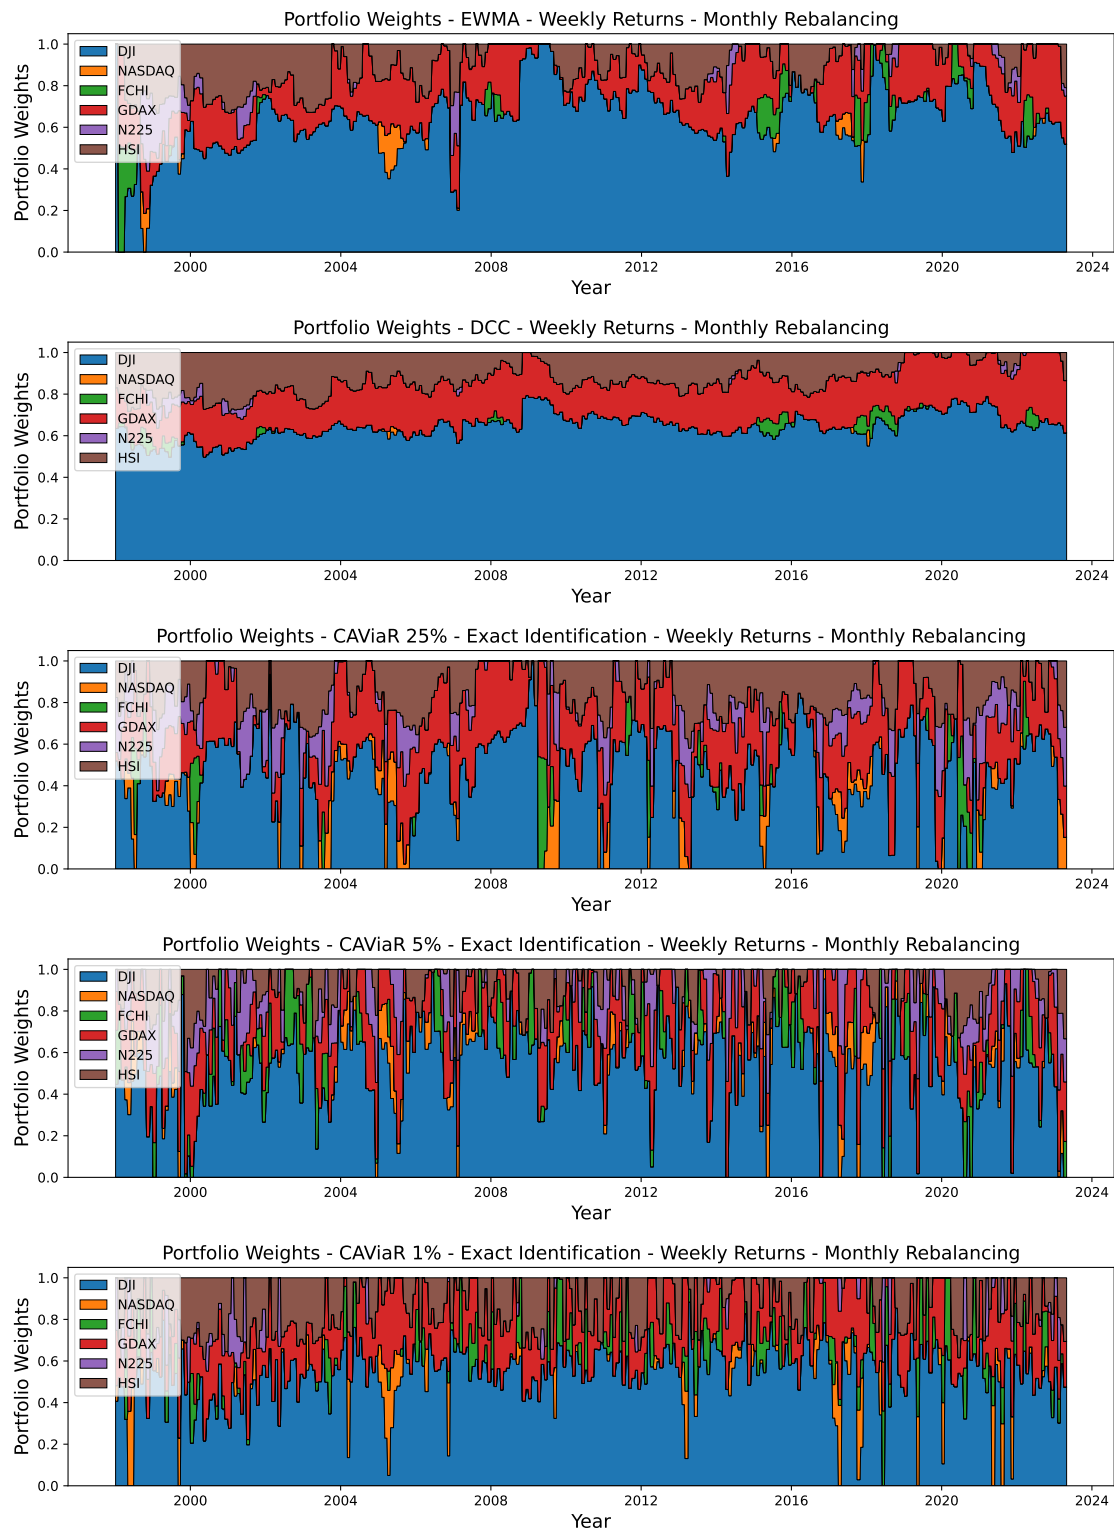 Portfolio Weights - EWMA - Weekly Returns - Monthly Rebalancing
Portfolio Weights
1.0
0.8
0.6
0.4
0.2
0.0
DJI
NASDAQ
FCHI
GDAX
N225
HSI
2000
2004
2008
2012
2016
2020
2024
Year
Portfolio Weights - DCC - Weekly Returns - Monthly Rebalancing
Portfolio Weights
1.0
0.8
0.6
0.4
0.2
0.0
DJI
NASDAQ
FCHI
GDAX
N225
HSI
2000
2004
2008
2012
2016
2020
2024
Year
Portfolio Weights - CAViaR 25% - Exact Identification - Weekly Returns - Monthly Rebalancing
Portfolio Weights
1.0
0.8
0.6
0.4
0.2
0.0
DJI
NASDAQ
FCHI
GDAX
N225
HSI
2000
2004
2008
2012
2016
2020
2024
Year
Portfolio Weights - CAViaR 5% - Exact Identification - Weekly Returns - Monthly Rebalancing
Portfolio Weights
1.0
0.8
0.6
0.4
0.2
0.0
DJI
NASDAQ
FCHI
GDAX
N225
HSI
2000
2004
2008
2012
2016
2020
2024
Year
Portfolio Weights - CAViaR 1% - Exact Identification - Weekly Returns - Monthly Rebalancing
Portfolio Weights
1.0
0.8
0.6
0.4
0.2
0.0
DJI
NASDAQ
FCHI
GDAX
N225
HSI
2000
2004
2008
2012
2016
2020
2024
Year